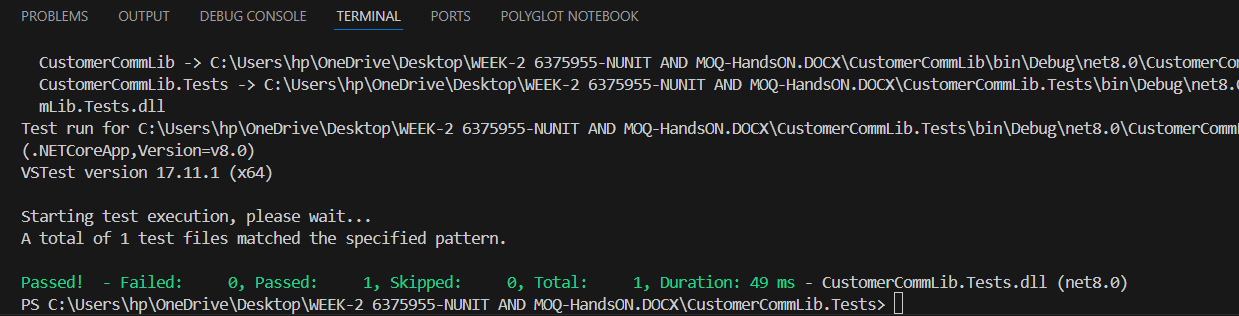 PROBLEMS OUTPUT DEBUG CONSOLE TERMINAL PORTS POLYGLOT NOTEBOOK
CustomerCommLib -> C:\Users\hp\OneDrive\Desktop\WEEK-2 6375955-NUNIT AND MOQ-HandsON.DOCX\CustomerCommLib\bin\Debug\net8.0\CustomerCo
CustomerCommLib.Tests -> C:\Users\hp\OneDrive\Desktop\WEEK-2 6375955-NUNIT AND MOQ-HandsON.DOCX\CustomerCommLib.Tests\bin\Debug\net8.
mLib.Tests.dll
Test run for C:\Users\hp\OneDrive\Desktop\WEEK-2 6375955-NUNIT AND MOQ-HandsON.DOCX\CustomerCommLib.Tests\bin\Debug\net8.0\CustomerComm
(.NETCoreApp,Version=v8.0)
VSTest version 17.11.1 (x64)
Starting test execution, please wait...
A total of 1 test files matched the specified pattern.
Passed!  - Failed:     0, Passed:     1, Skipped:     0, Total:     1, Duration: 49 ms - CustomerCommLib.Tests.dll (net8.0)
PS C:\Users\hp\OneDrive\Desktop\WEEK-2 6375955-NUNIT AND MOQ-HandsON.DOCX\CustomerCommLib.Tests>